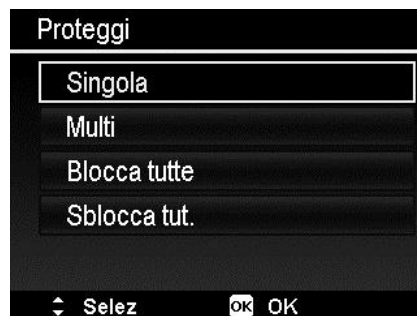 Proteggi
Singola
Multi
Blocca tutte
Sblocca tut.
Selez OK OK